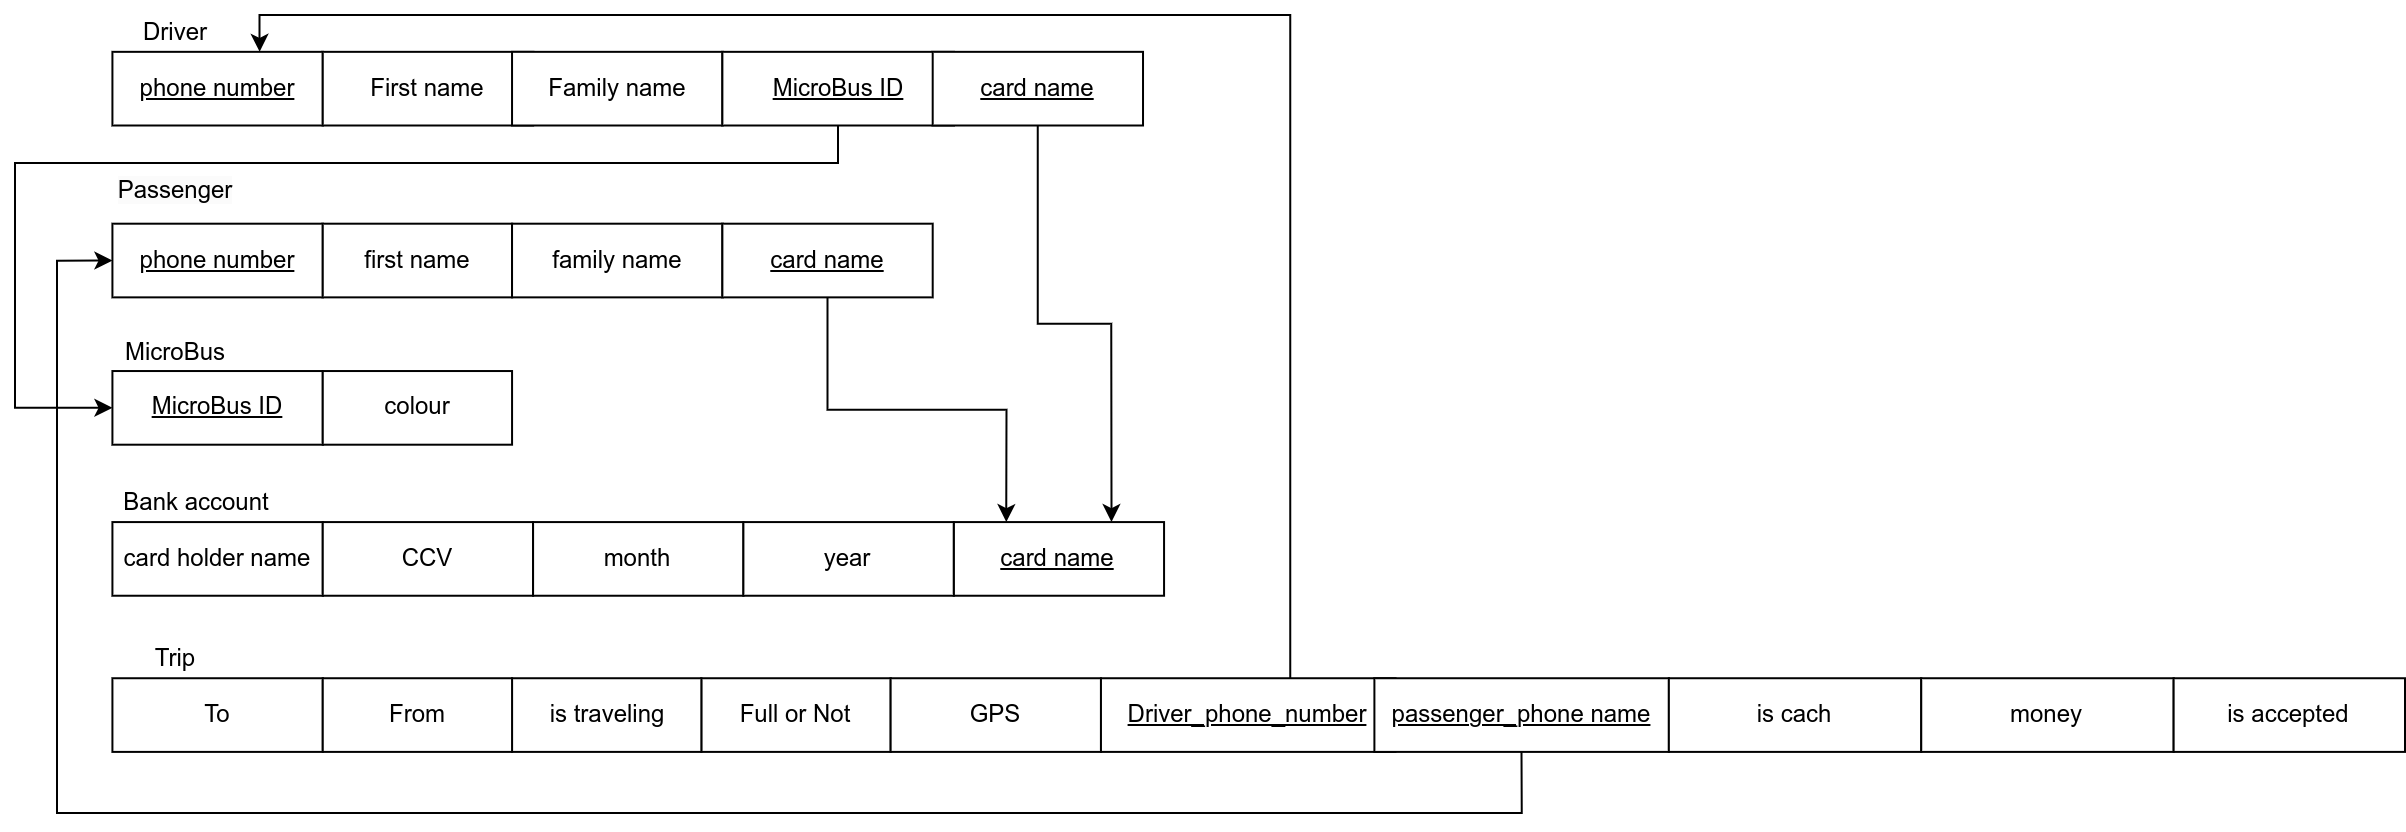 Driver
phone number First name Family name MicroBus ID card name
Passenger
phone number first name family name card name
MicroBus
MicroBus ID colour
Bank account
card holder name CCV month year card name
Trip
To From is traveling Full or Not GPS Driver_phone_number passenger_phone name is cach money is accepted